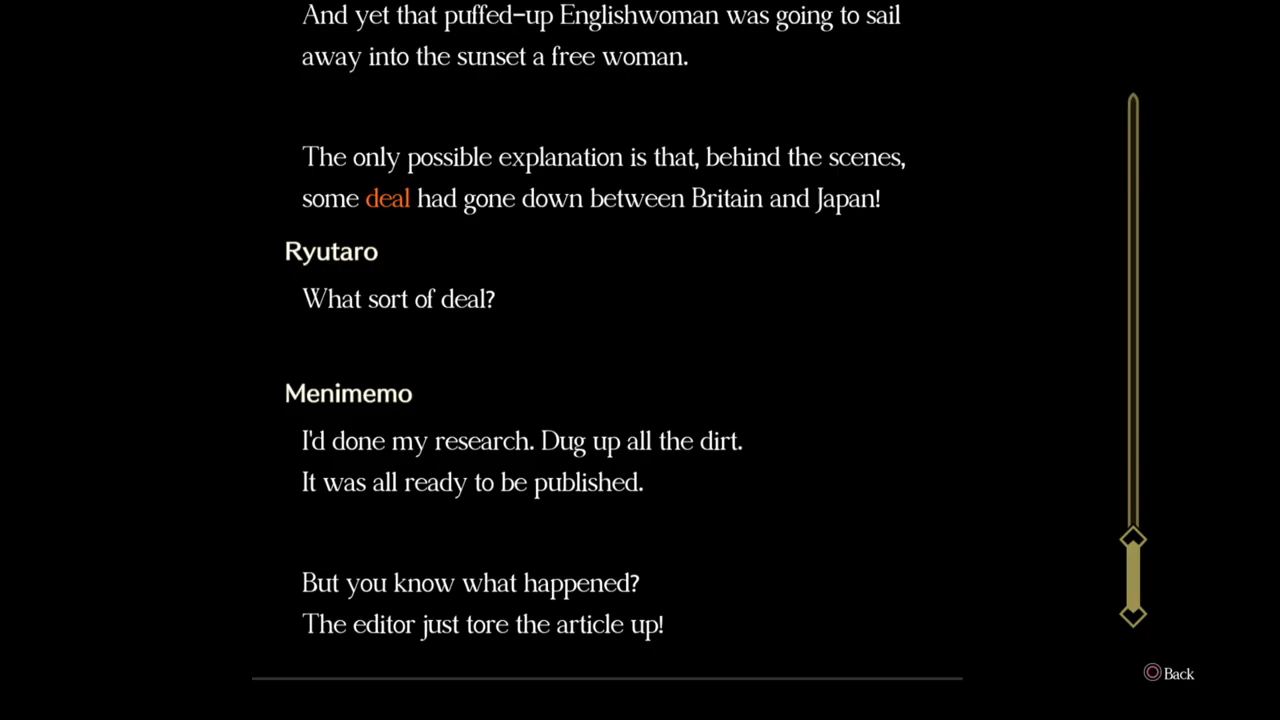 And yet that puffed-up Englishwoman was going to sail
away into the sunset a free woman.
The only possible explanation is that, behind the scenes,
some deal had gone down between Britain and Japan!
Ryutaro
What sort of deal?
Menimemo
I'd done my research. Dug up all the dirt.
It was all ready to be published.
But you know what happened?
The editor just tore the article up!
Back